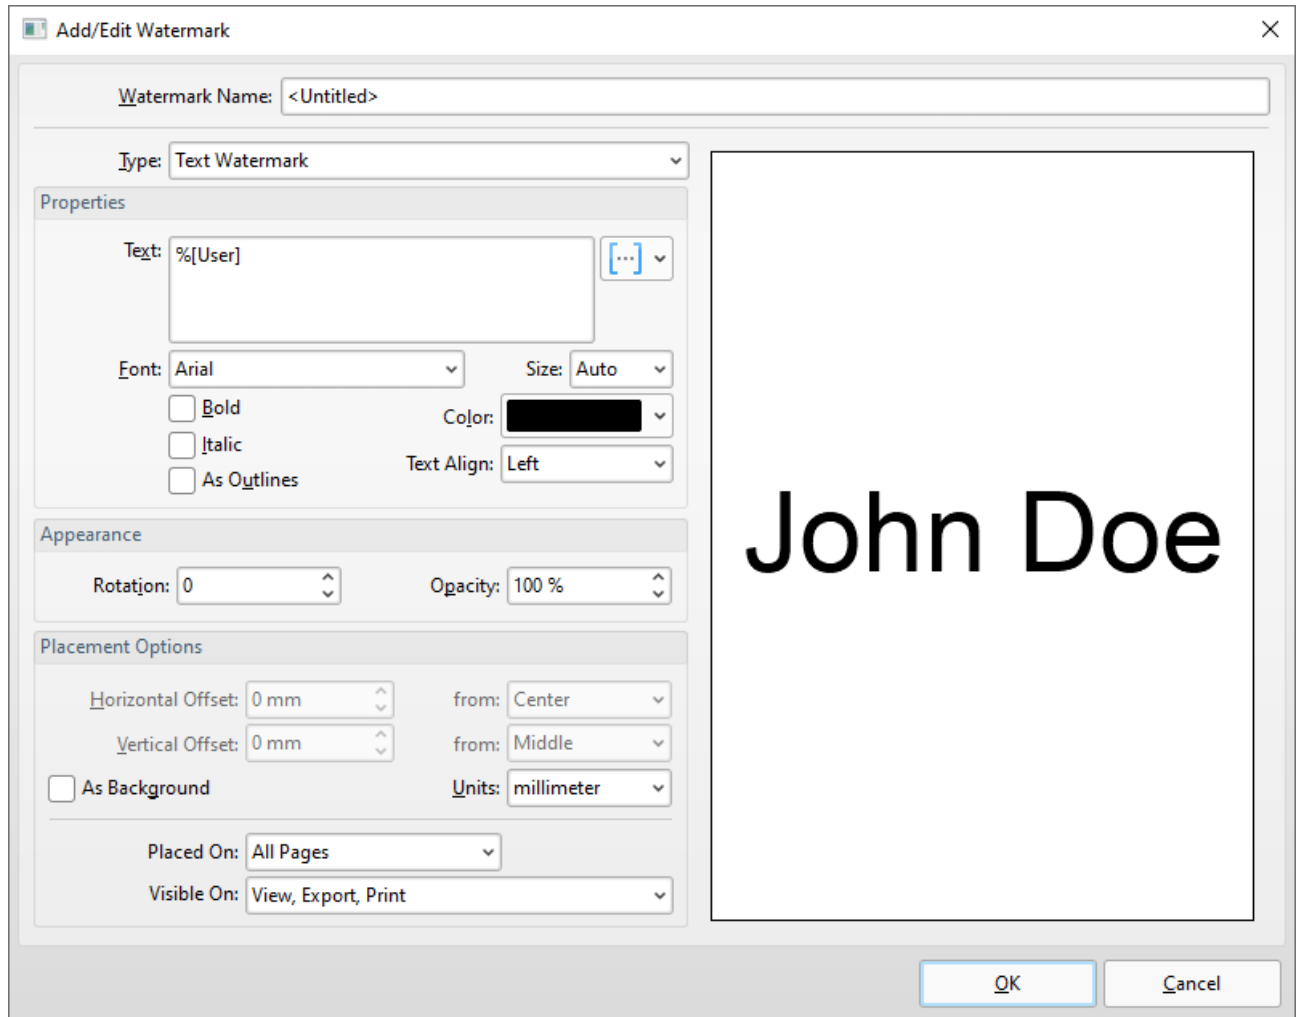 Add/Edit Watermark
Watermark Name: <Untitled>
Type: Text Watermark
Properties
Text: %[User]
Font: Arial
Size: Auto
Bold
Color:
Italic
Text Align: Left
As Outlines
Appearance
Rotation: 0
Opacity: 100 %
Placement Options
Horizontal Offset: 0 mm
from: Center
Vertical Offset: 0 mm
from: Middle
As Background
Units: millimeter
Placed On: All Pages
Visible On: View, Export, Print
John Doe
OK
Cancel